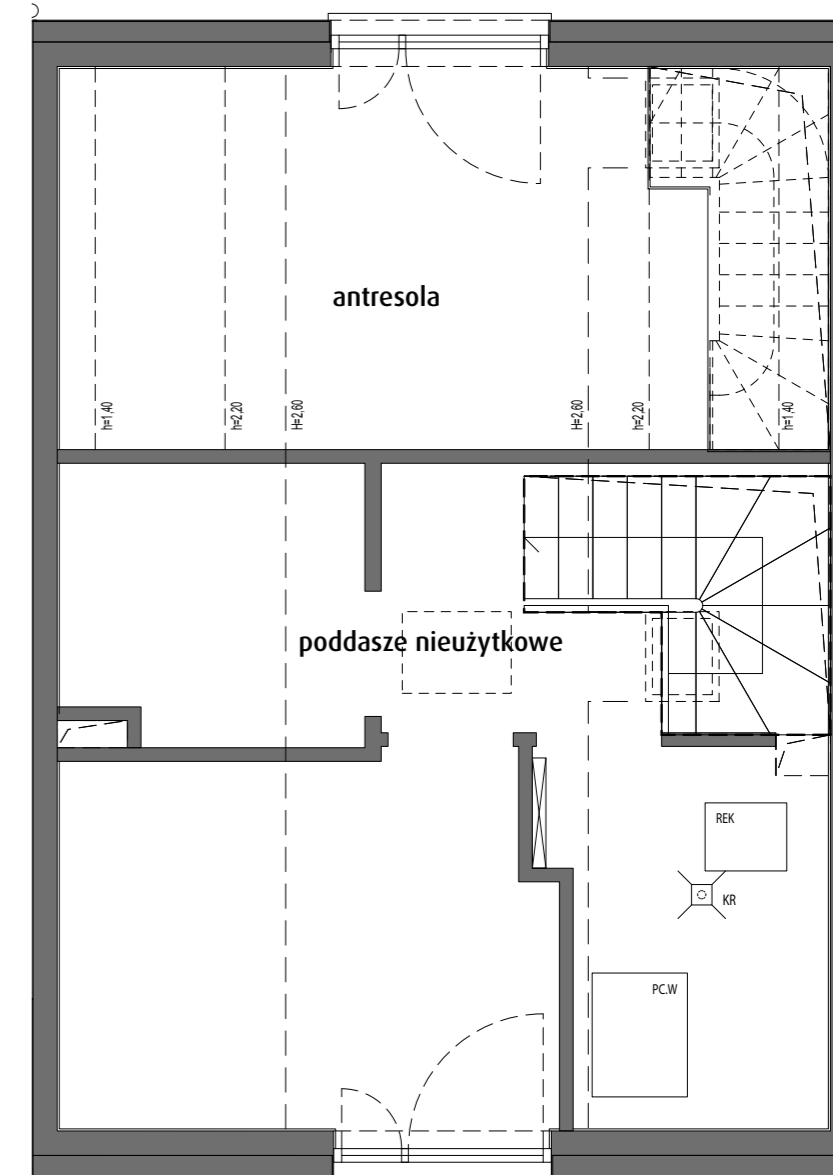 antresola
h=1,40
h=2,20
H=2,60
H=2,60
h=2,20
h=1,40
poddasze nieużytkowe
REK
KR
PC.W